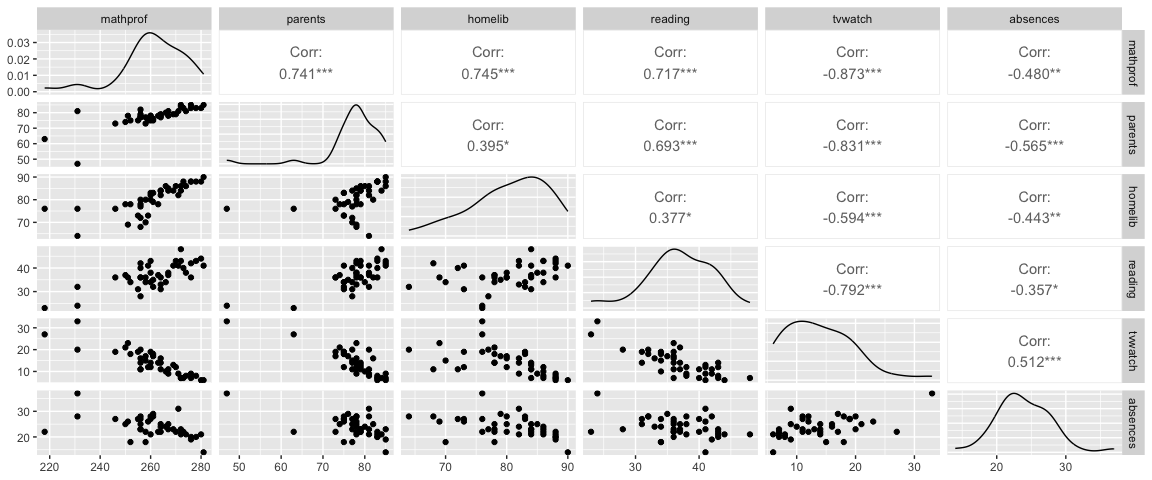 mathprof parents homelib reading tvwatch absences
0.03
0.02
0.01
0.00
Corr: Corr: Corr: Corr: Corr:
0.741*** 0.745*** 0.717*** -0.873*** -0.480**
mathprof
80
70
60
50
Corr: Corr: Corr: Corr:
0.395* 0.693*** -0.831*** -0.565***
parents
90
80
70
Corr: Corr: Corr:
0.377* -0.594*** -0.443**
homelib
40
30
Corr: Corr:
-0.792*** -0.357*
reading
30
20
10
Corr:
0.512***
tvwatch
30
20
absences
220 240 260 280 50 60 70 80 70 80 90 30 40 10 20 30 20 30